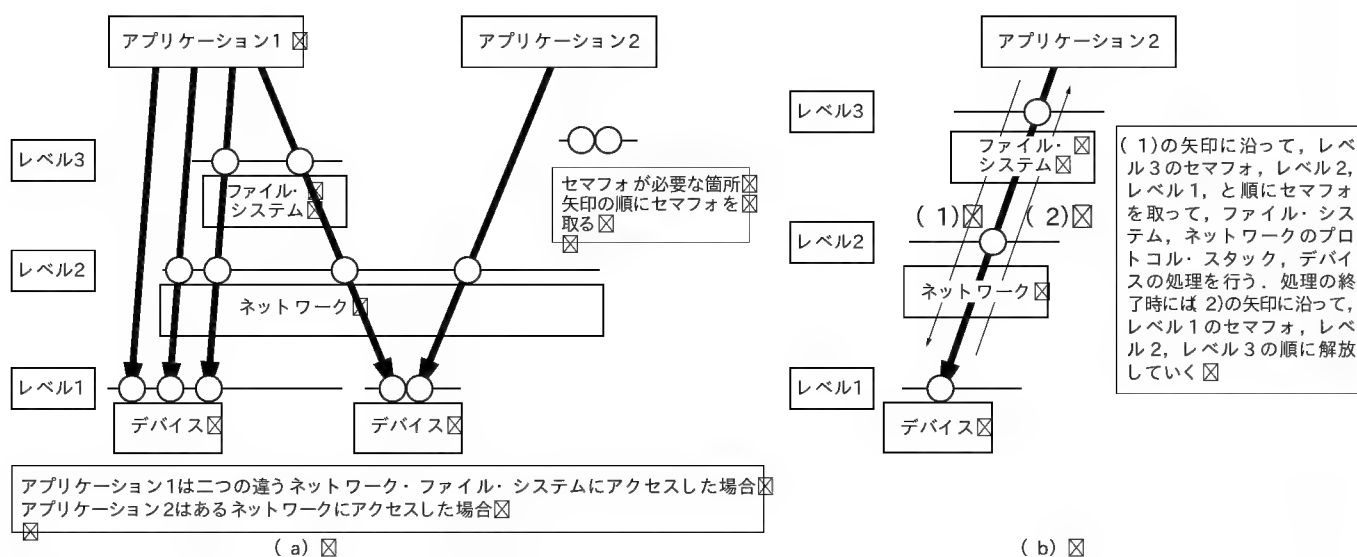 アプリケーション1
アプリケーション2
レベル3
ファイル・
システム
セマフォが必要な箇所
矢印の順にセマフォを
取る
レベル2
ネットワーク
レベル1
デバイス
デバイス
アプリケーション1は二つの違うネットワーク・ファイル・システムにアクセスした場合
アプリケーション2はあるネットワークにアクセスした場合
(a)
アプリケーション2
レベル3
ファイル・
システム
(1)
(2)
レベル2
ネットワーク
レベル1
デバイス
(1)の矢印に沿って,レベ
ル3のセマフォ,レベル2,
レベル1,と順にセマフォ
を取って,ファイル・シス
テム,ネットワークのプロ
トコル・スタック,デバイ
スの処理を行う.処理の終
了時には(2)の矢印に沿って,
レベル1のセマフォ,レベ
ル2,レベル3の順に解放
していく
(b)